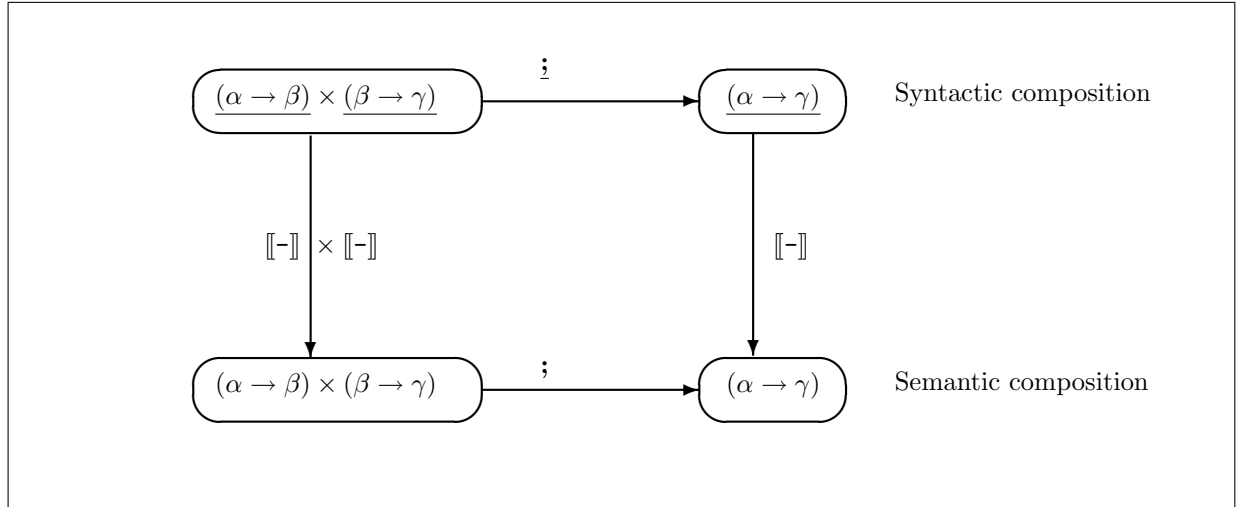 ;
(α → β) × (β → γ) (α → γ) Syntactic composition
⟦-⟧ × ⟦-⟧ ⟦-⟧
;
(α → β) × (β → γ) (α → γ) Semantic composition